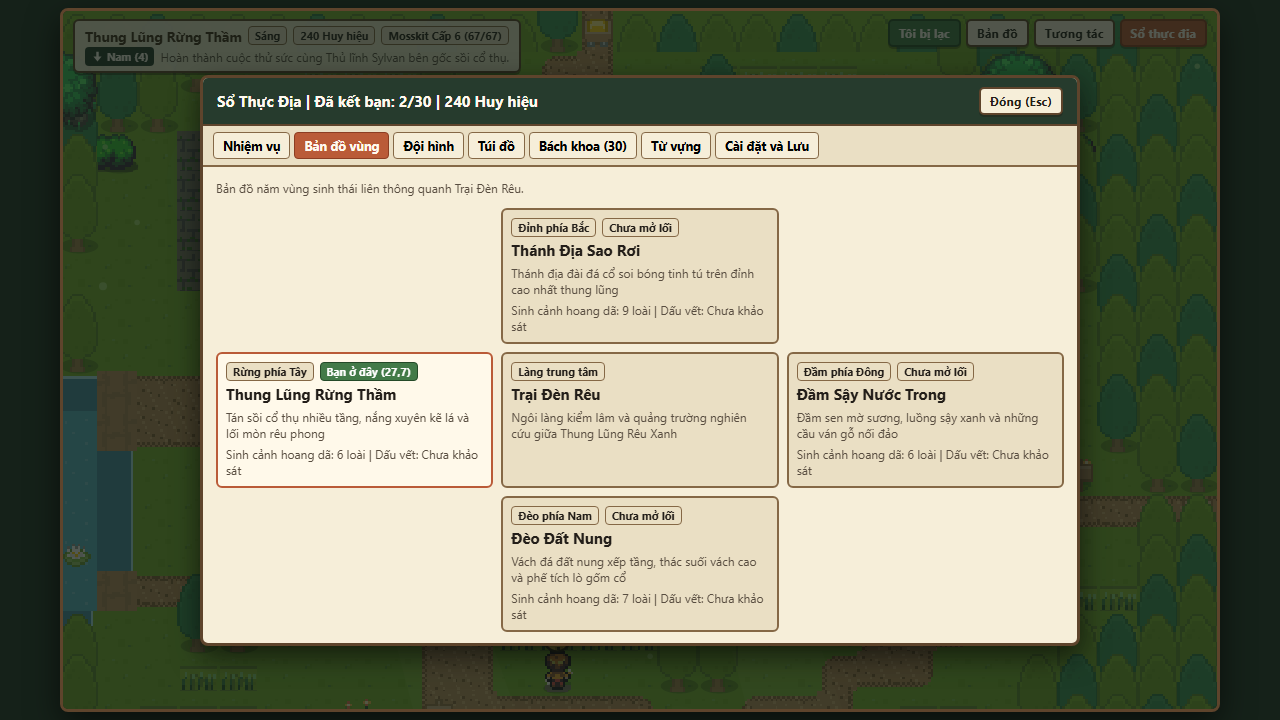 Thung Lũng Rừng Thầm Sáng 240 Huy hiệu Mosskit Cấp 6 (67/67)
Nam (4) Hoàn thành cuộc thử sức cùng Thủ lĩnh Sylvan bên gốc sồi cổ thụ.
Tôi bị lạc Bản đồ Tương tác Sổ thực địa
Sổ Thực Địa | Đã kết bạn: 2/30 | 240 Huy hiệu Đóng (Esc)
Nhiệm vụ Bản đồ vùng Đội hình Túi đồ Bách khoa (30) Từ vựng Cài đặt và Lưu
Bản đồ năm vùng sinh thái liên thông quanh Trại Đèn Rêu.
Đỉnh phía Bắc Chưa mở lối
Thánh Địa Sao Rơi
Thánh địa đài đá cổ soi bóng tinh tú trên đỉnh
cao nhất thung lũng
Sinh cảnh hoang dã: 9 loài | Dấu vết: Chưa khảo
sát
Rừng phía Tây Bạn ở đây (27,7)
Thung Lũng Rừng Thầm
Tán sồi cổ thụ nhiều tầng, nắng xuyên kẽ lá và
lối mòn rêu phong
Sinh cảnh hoang dã: 6 loài | Dấu vết: Chưa khảo
sát
Làng trung tâm
Trại Đèn Rêu
Ngôi làng kiểm lâm và quảng trường nghiên
cứu giữa Thung Lũng Rêu Xanh
Đầm phía Đông Chưa mở lối
Đầm Sậy Nước Trong
Đầm sen mờ sương, luồng sậy xanh và những
cầu ván gỗ nối đảo
Sinh cảnh hoang dã: 6 loài | Dấu vết: Chưa khảo
sát
Đèo phía Nam Chưa mở lối
Đèo Đất Nung
Vách đá đất nung xếp tầng, thác suối vách cao
và phế tích lò gốm cổ
Sinh cảnh hoang dã: 7 loài | Dấu vết: Chưa khảo
sát